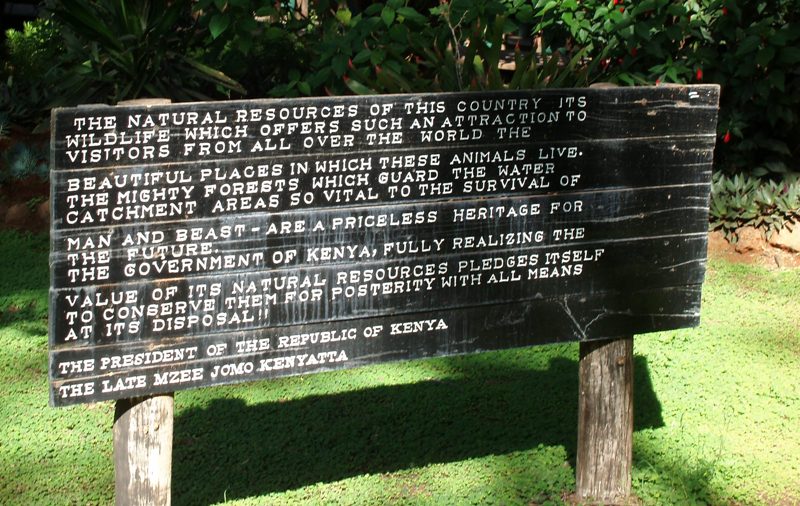 THE NATURAL RESOURCES OF THIS COUNTRY ITS
WILDLIFE WHICH OFFERS SUCH AN ATTRACTION TO
VISITORS FROM ALL OVER THE WORLD THE
BEAUTIFUL PLACES IN WHICH THESE ANIMALS LIVE.
THE MIGHTY FORESTS WHICH GUARD THE WATER
CATCHMENT AREAS SO VITAL TO THE SURVIVAL OF
MAN AND BEAST - ARE A PRICELESS HERITAGE FOR
THE FUTURE.
THE GOVERNMENT OF KENYA, FULLY REALIZING THE
VALUE OF ITS NATURAL RESOURCES PLEDGES ITSELF
TO CONSERVE THEM FOR POSTERITY WITH ALL MEANS
AT ITS DISPOSAL!!
THE PRESIDENT OF THE REPUBLIC OF KENYA
THE LATE MZEE JOMO KENYATTA